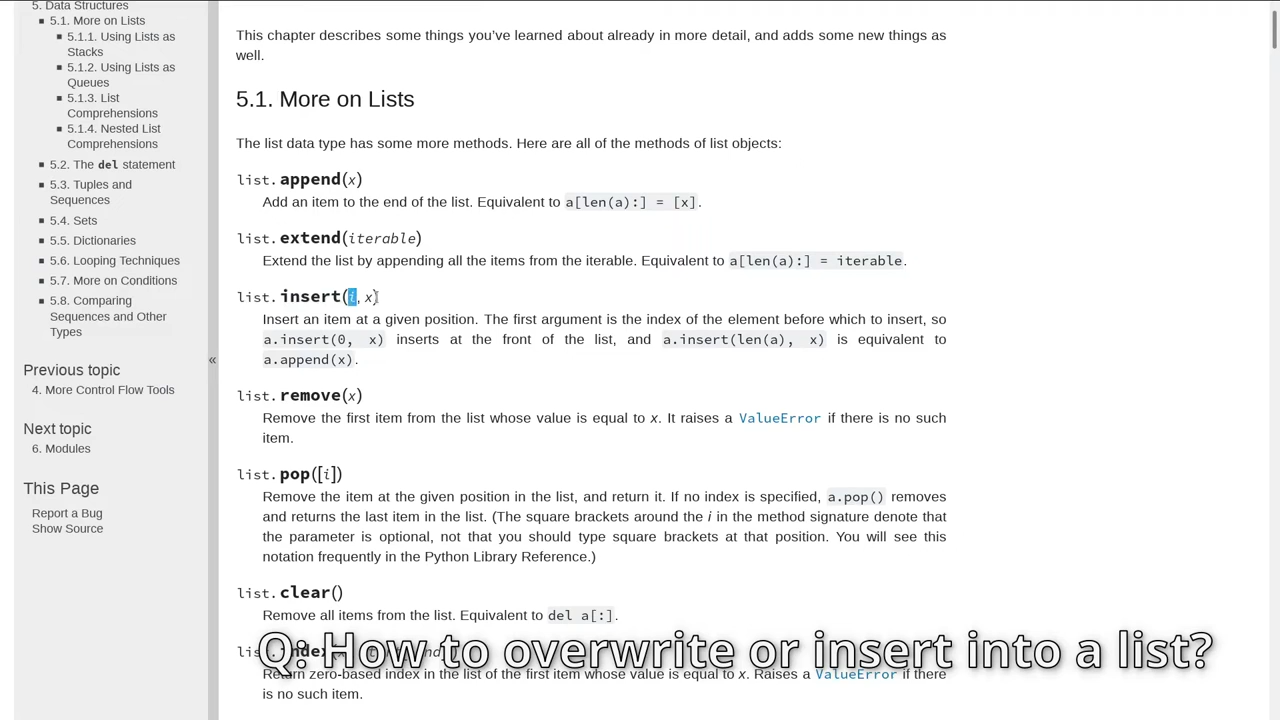 5. Data Structures
5.1. More on Lists
5.1.1. Using Lists as
Stacks
5.1.2. Using Lists as
Queues
5.1.3. List
Comprehensions
5.1.4. Nested List
Comprehensions
5.2. The del statement
5.3. Tuples and
Sequences
5.4. Sets
5.5. Dictionaries
5.6. Looping Techniques
5.7. More on Conditions
5.8. Comparing
Sequences and Other
Types
Previous topic
4. More Control Flow Tools
Next topic
6. Modules
This Page
Report a Bug
Show Source
«
This chapter describes some things you’ve learned about already in more detail, and adds some new things as
well.
5.1. More on Lists
The list data type has some more methods. Here are all of the methods of list objects:
list.append(x)
Add an item to the end of the list. Equivalent to a[len(a):] = [x].
list.extend(iterable)
Extend the list by appending all the items from the iterable. Equivalent to a[len(a):] = iterable.
list.insert(i, x)
Insert an item at a given position. The first argument is the index of the element before which to insert, so
a.insert(0, x) inserts at the front of the list, and a.insert(len(a), x) is equivalent to
a.append(x).
list.remove(x)
Remove the first item from the list whose value is equal to x. It raises a ValueError if there is no such
item.
list.pop([i])
Remove the item at the given position in the list, and return it. If no index is specified, a.pop() removes
and returns the last item in the list. (The square brackets around the i in the method signature denote that
the parameter is optional, not that you should type square brackets at that position. You will see this
notation frequently in the Python Library Reference.)
list.clear()
Remove all items from the list. Equivalent to del a[:].
Q: How to overwrite or insert into a list?
Return zero-based index in the list of the first item whose value is equal to x. Raises a ValueError if there
is no such item.